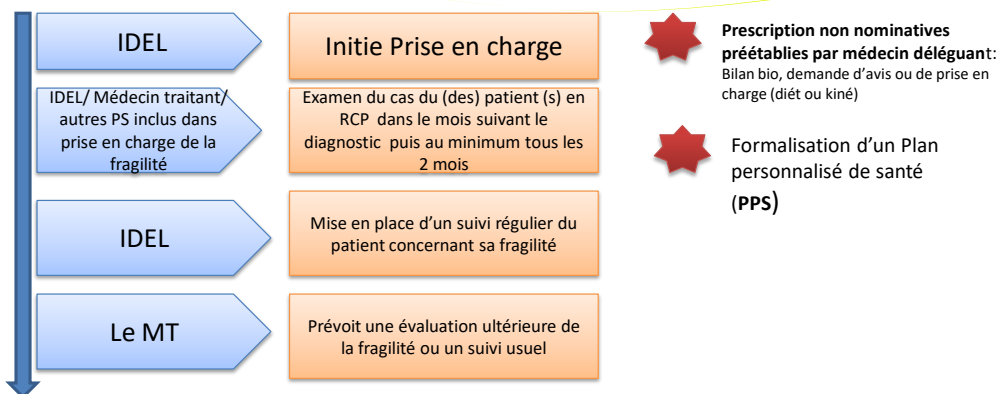 IDEL
Initie Prise en charge
Prescription non nominatives
préétablies par médecin déléguant:
Bilan bio, demande d'avis ou de prise en
charge (diét ou kiné)
IDEL/ Médecin traitant/
autres PS inclus dans
prise en charge de la
fragilité
Examen du cas du (des) patient (s) en
RCP dans le mois suivant le
diagnostic puis au minimum tous les
2 mois
Formalisation d'un Plan
personnalisé de santé
(PPS)
IDEL
Mise en place d'un suivi régulier du
patient concernant sa fragilité
Le MT
Prévoit une évaluation ultérieure de
la fragilité ou un suivi usuel